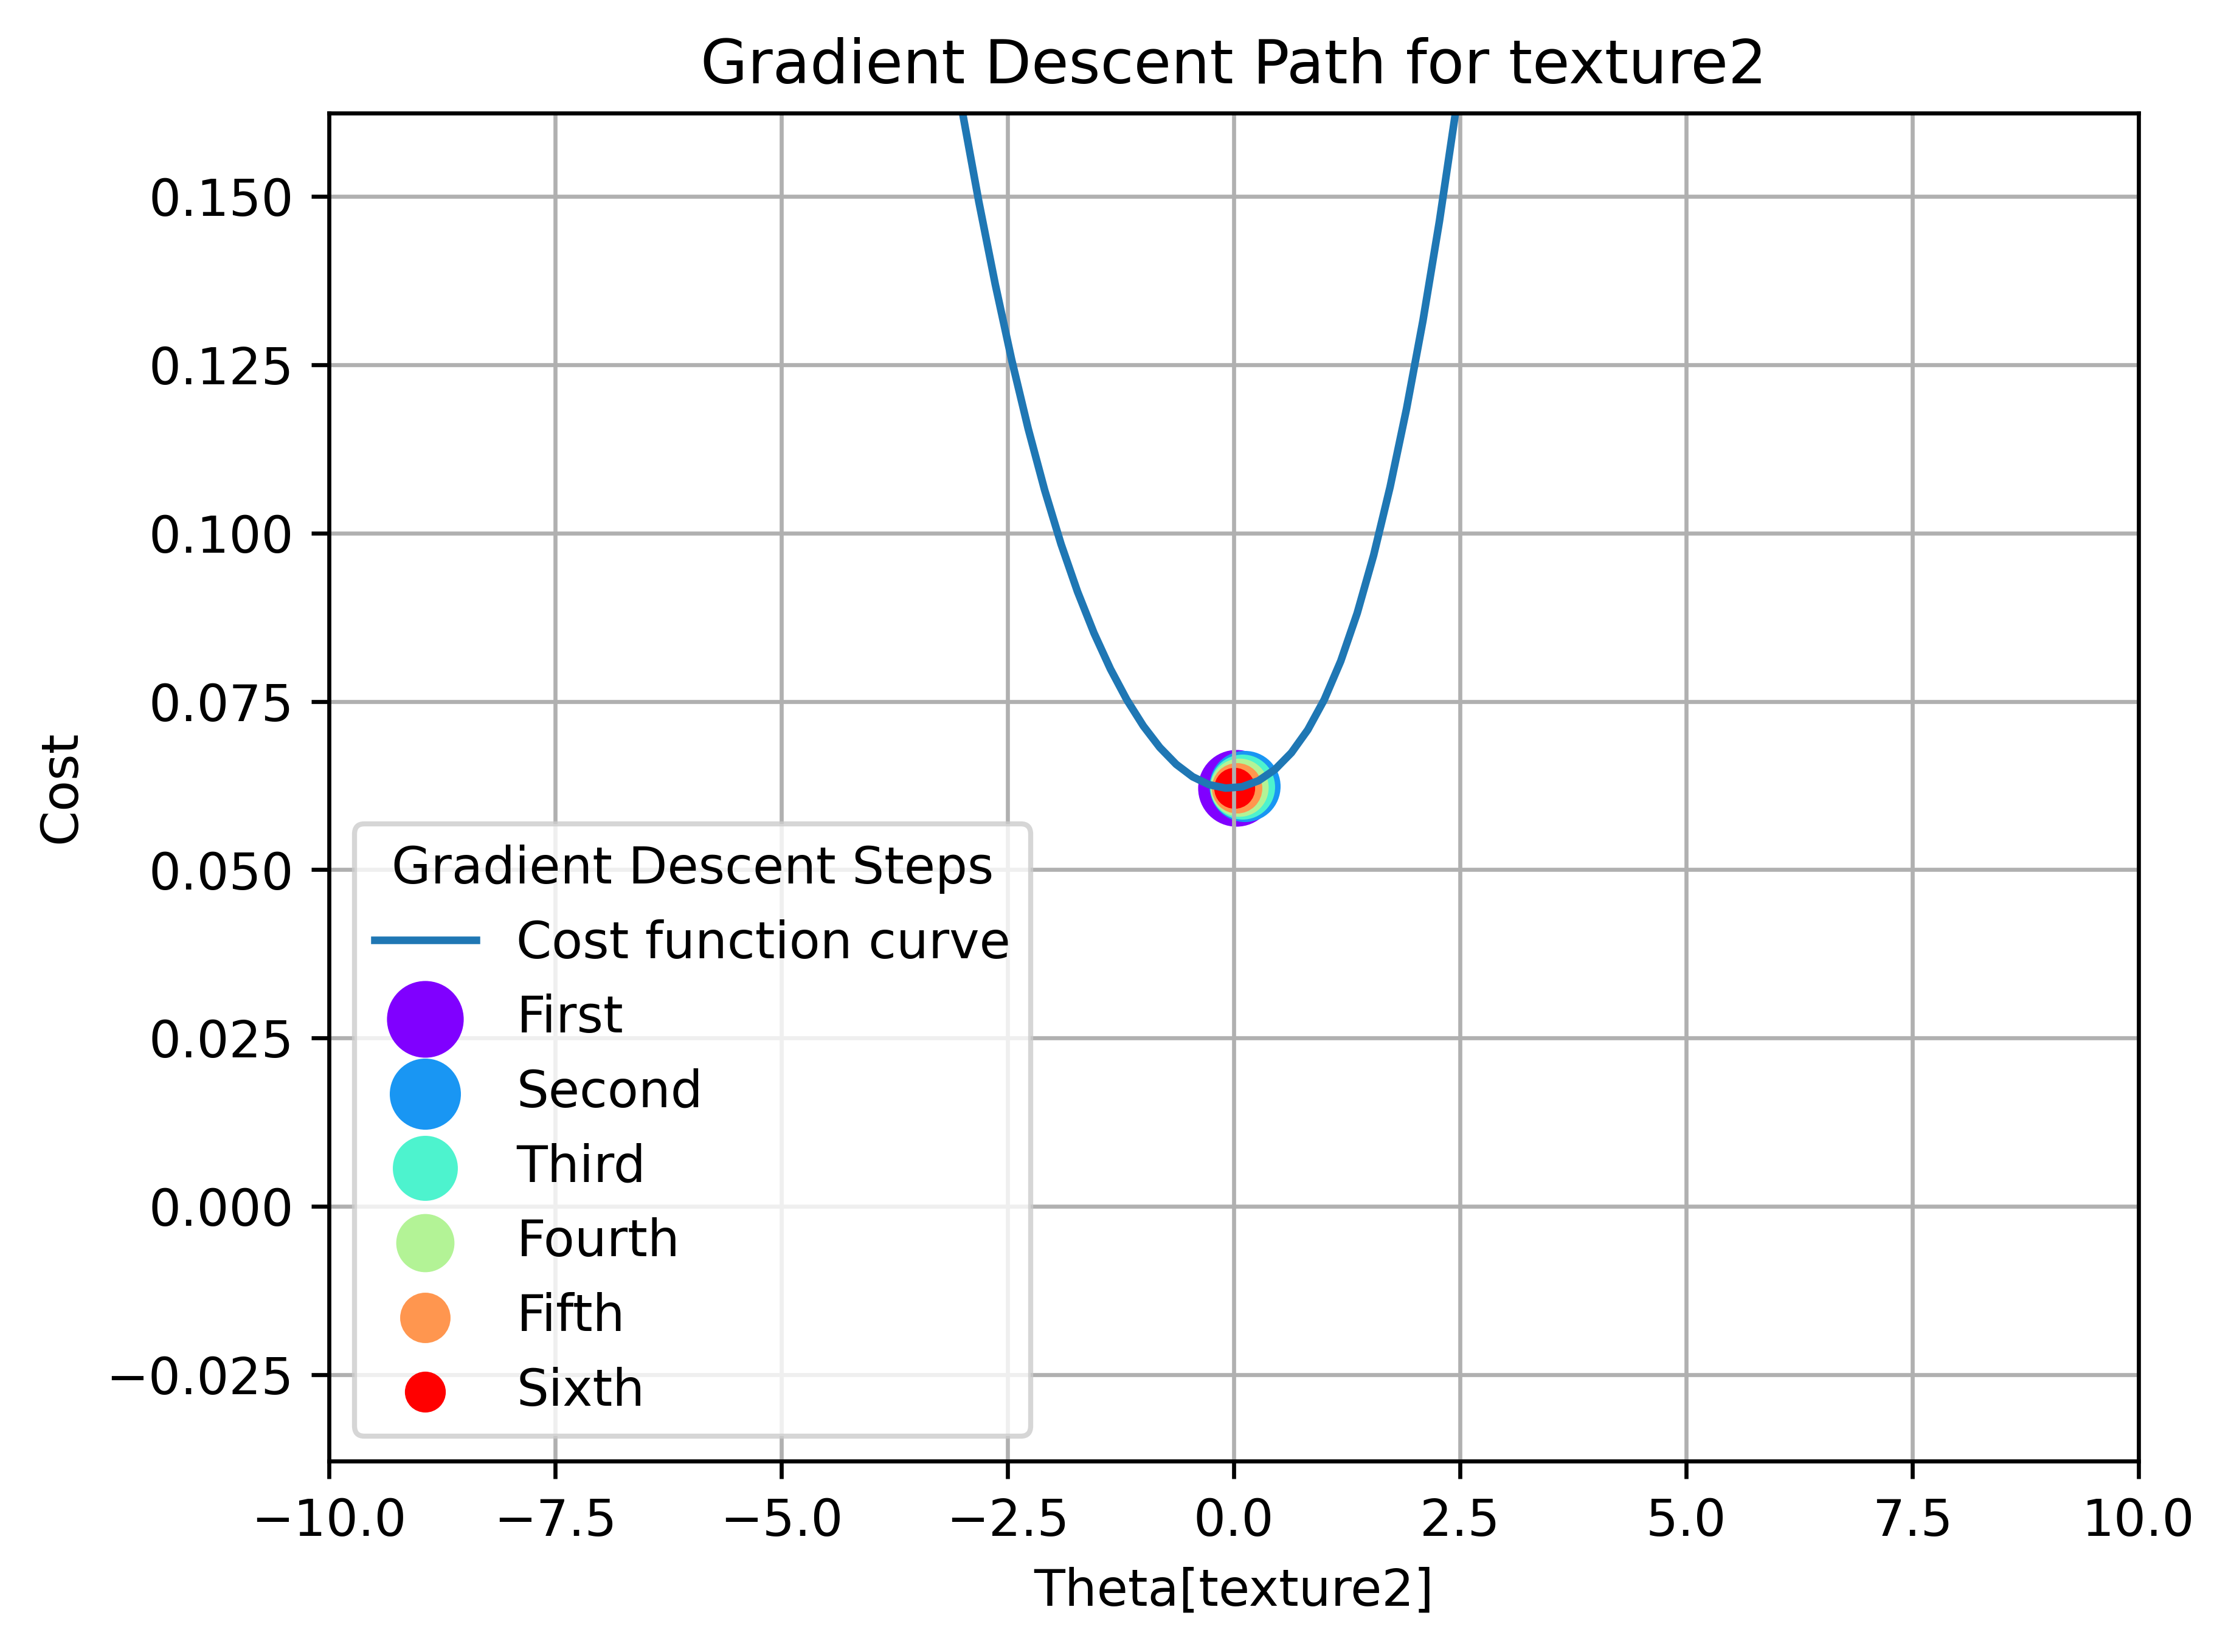 Gradient Descent Path for texture2
0.150
0.125
0.100
0.075
0.050
0.025
0.000
−0.025
Cost
Gradient Descent Steps
Cost function curve
First
Second
Third
Fourth
Fifth
Sixth
−10.0 −7.5 −5.0 −2.5 0.0 2.5 5.0 7.5 10.0
Theta[texture2]